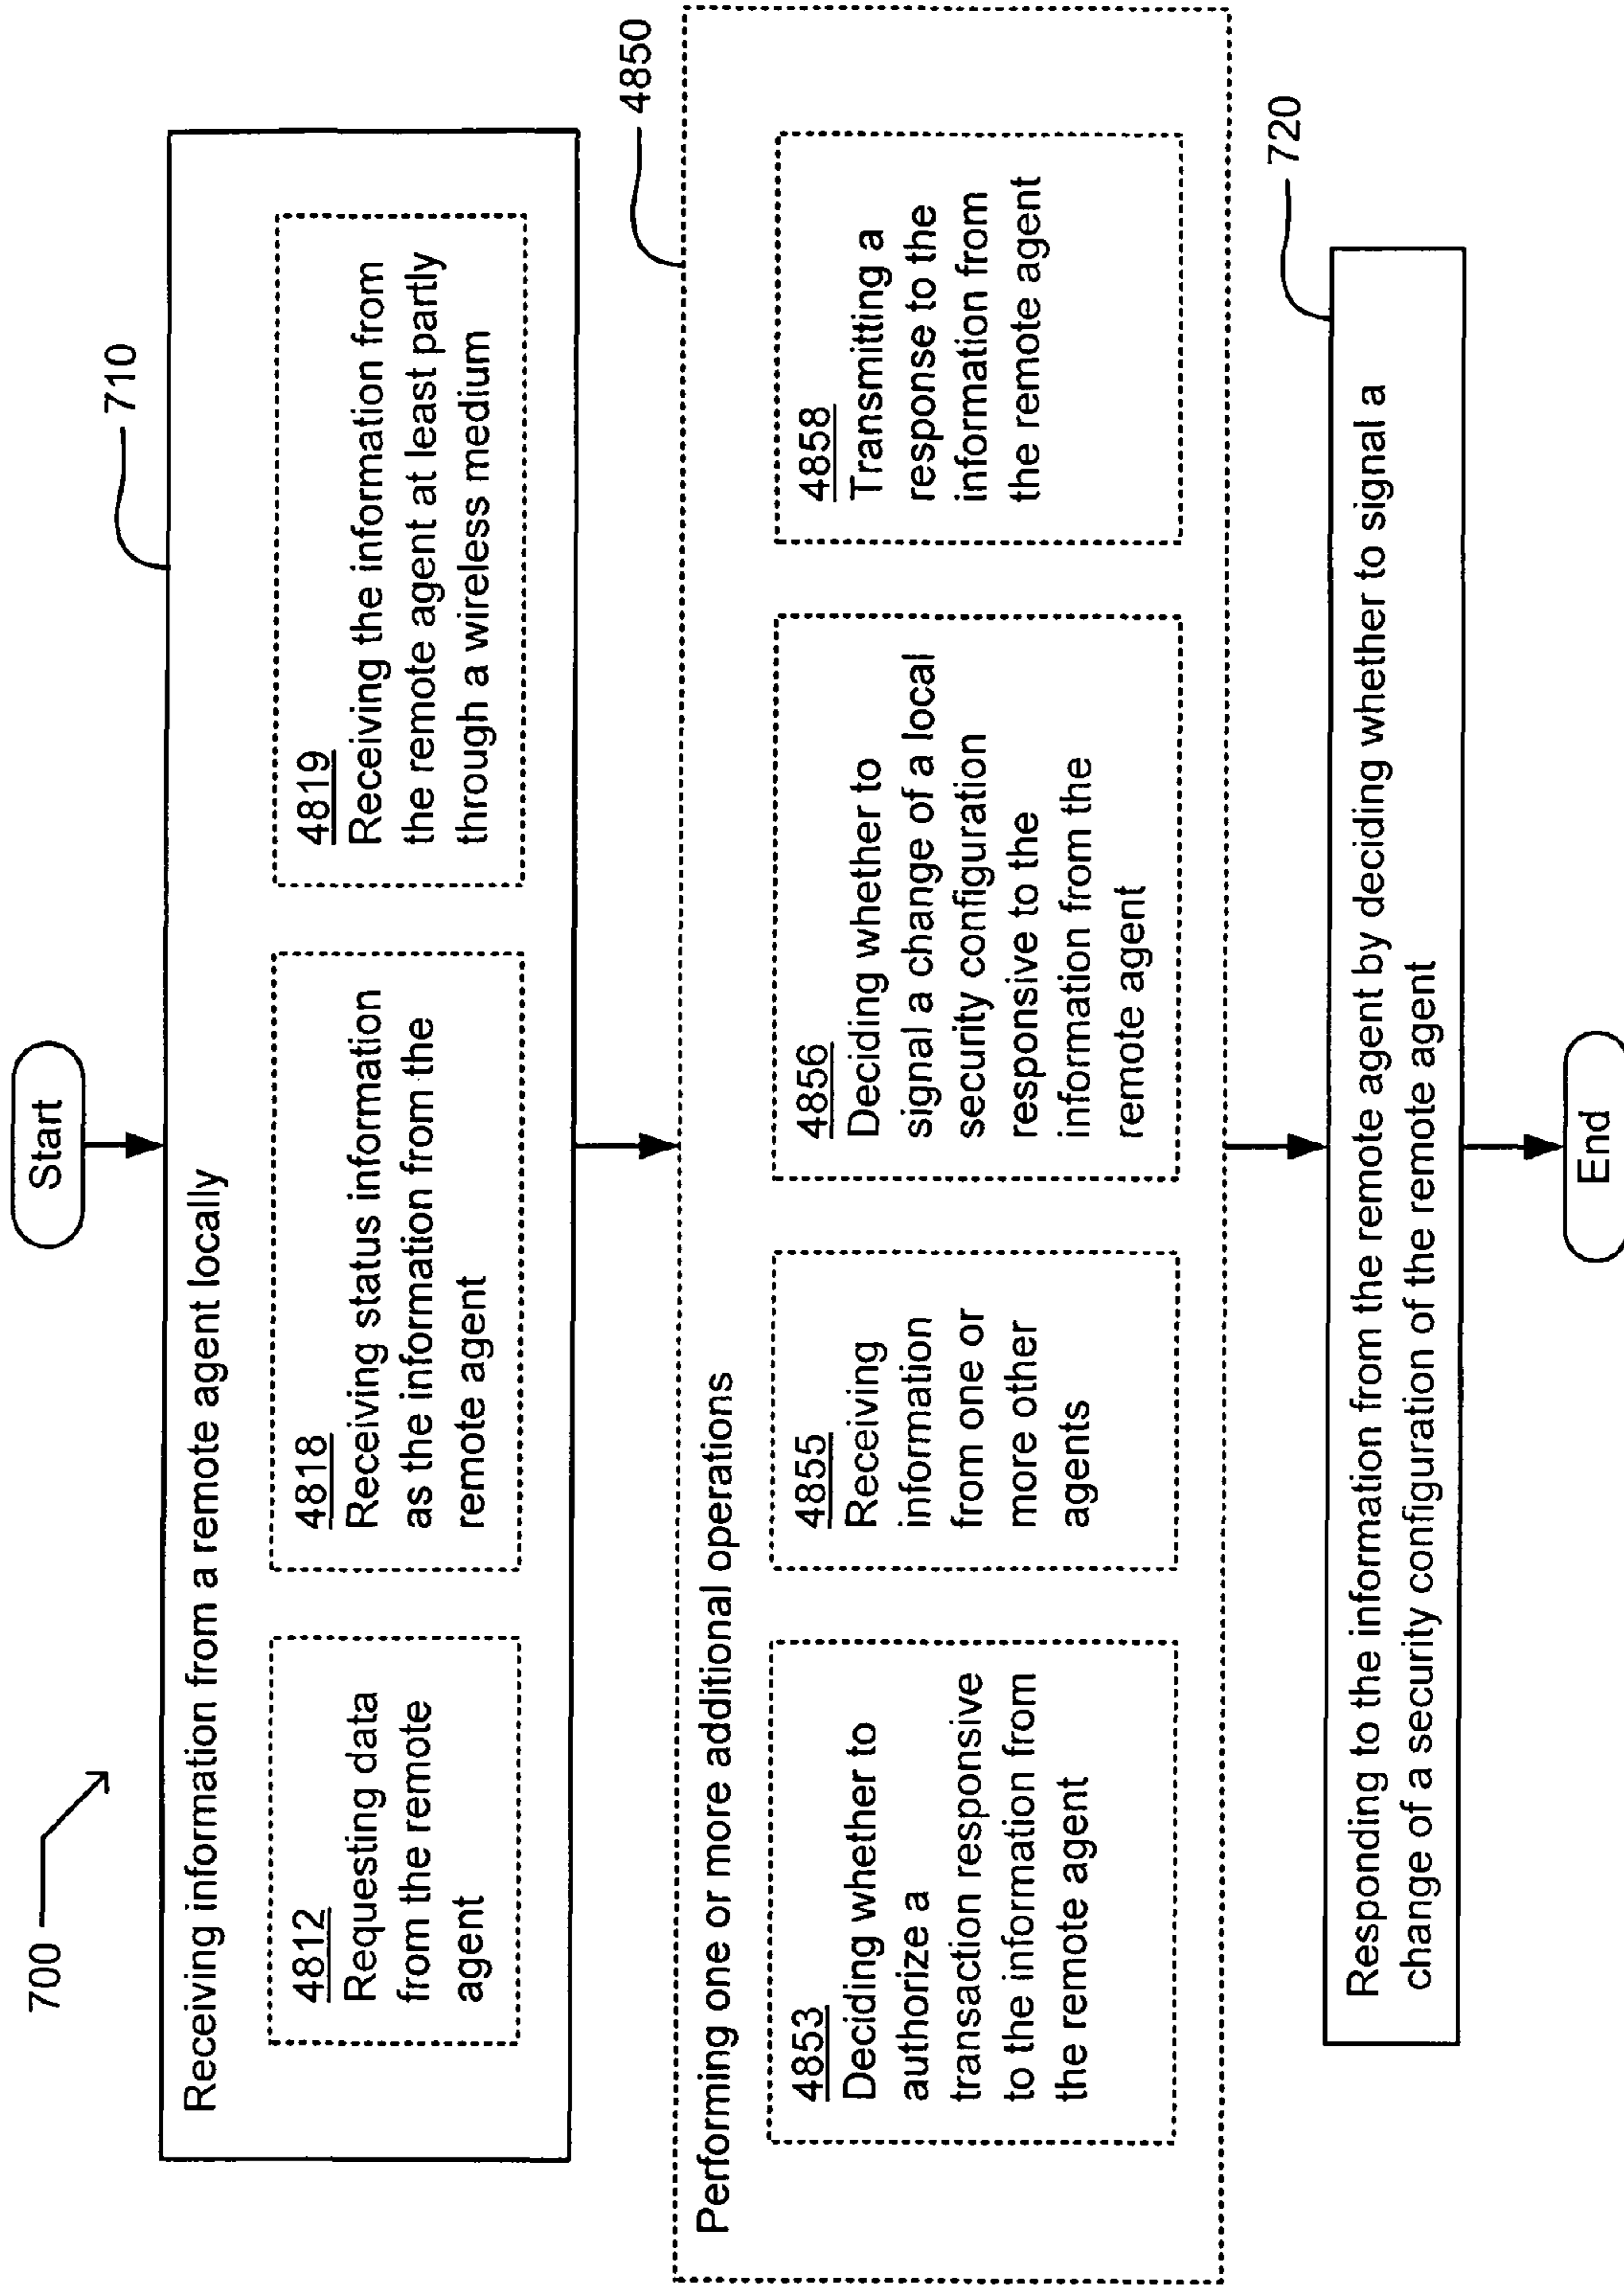 700
Start
710
Receiving information from a remote agent locally
4812
Requesting data
from the remote
agent
4818
Receiving status information
as the information from the
remote agent
4819
Receiving the information from
the remote agent at least partly
through a wireless medium
4850
Performing one or more additional operations
4853
Deciding whether to
authorize a
transaction responsive
to the information from
the remote agent
4855
Receiving
information
from one or
more other
agents
4856
Deciding whether to
signal a change of a local
security configuration
responsive to the
information from the
remote agent
4858
Transmitting a
response to the
information from
the remote agent
720
Responding to the information from the remote agent by deciding whether to signal a
change of a security configuration of the remote agent
End